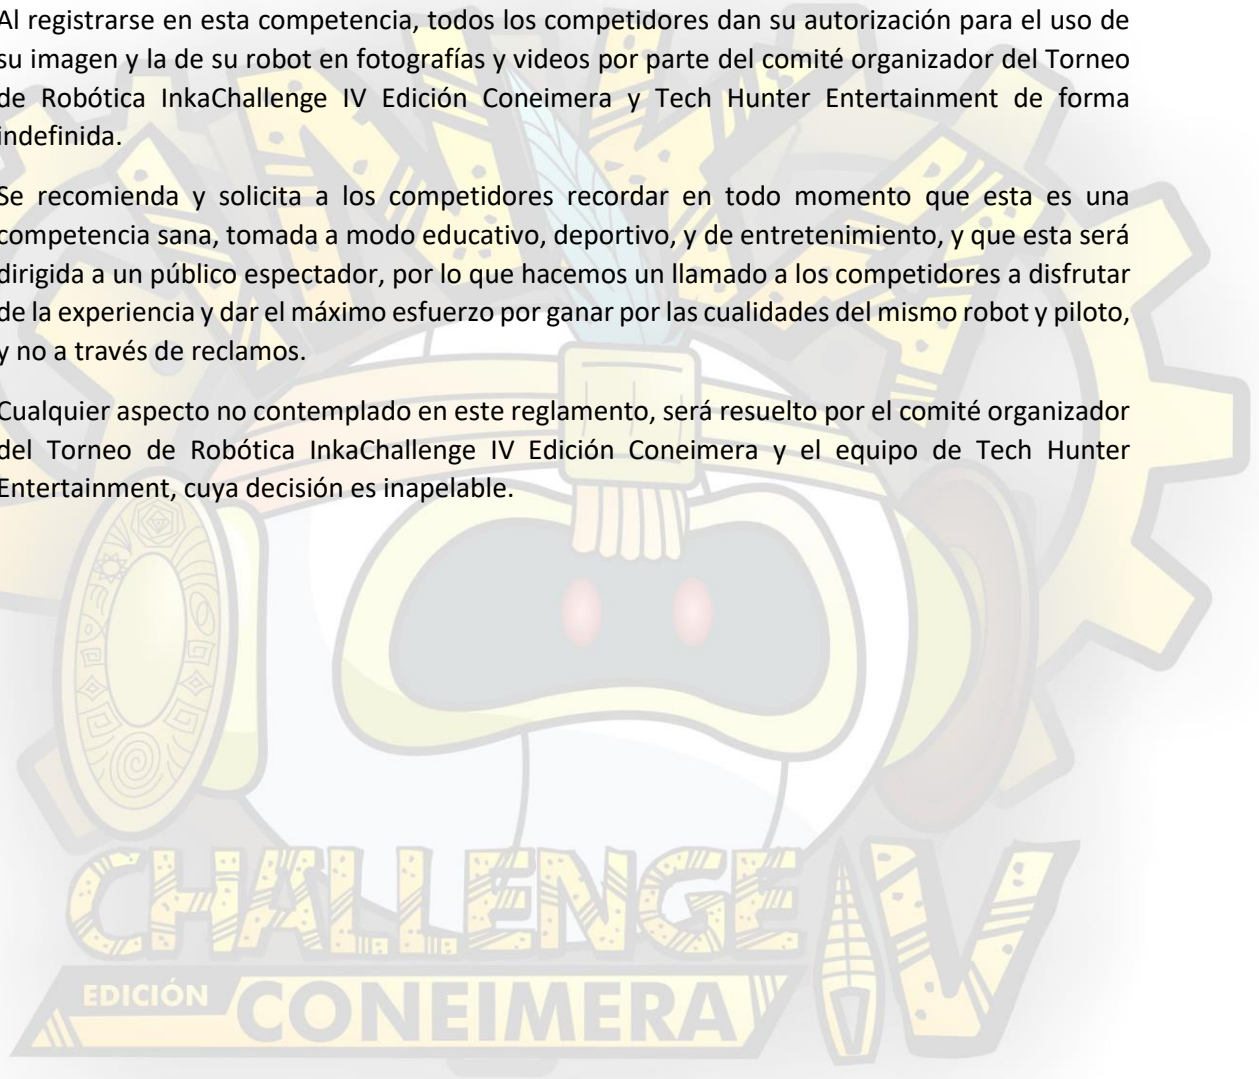 Al registrarse en esta competencia, todos los competidores dan su autorización para el uso de
su imagen y la de su robot en fotografías y videos por parte del comité organizador del Torneo
de Robótica InkaChallenge IV Edición Coneimera y Tech Hunter Entertainment de forma
indefinida.
Se recomienda y solicita a los competidores recordar en todo momento que esta es una
competencia sana, tomada a modo educativo, deportivo, y de entretenimiento, y que esta será
dirigida a un público espectador, por lo que hacemos un llamado a los competidores a disfrutar
de la experiencia y dar el máximo esfuerzo por ganar por las cualidades del mismo robot y piloto,
y no a través de reclamos.
Cualquier aspecto no contemplado en este reglamento, será resuelto por el comité organizador
del Torneo de Robótica InkaChallenge IV Edición Coneimera y el equipo de Tech Hunter
Entertainment, cuya decisión es inapelable.
INKA
CHALLENGE IV
EDICIÓN CONEIMERA